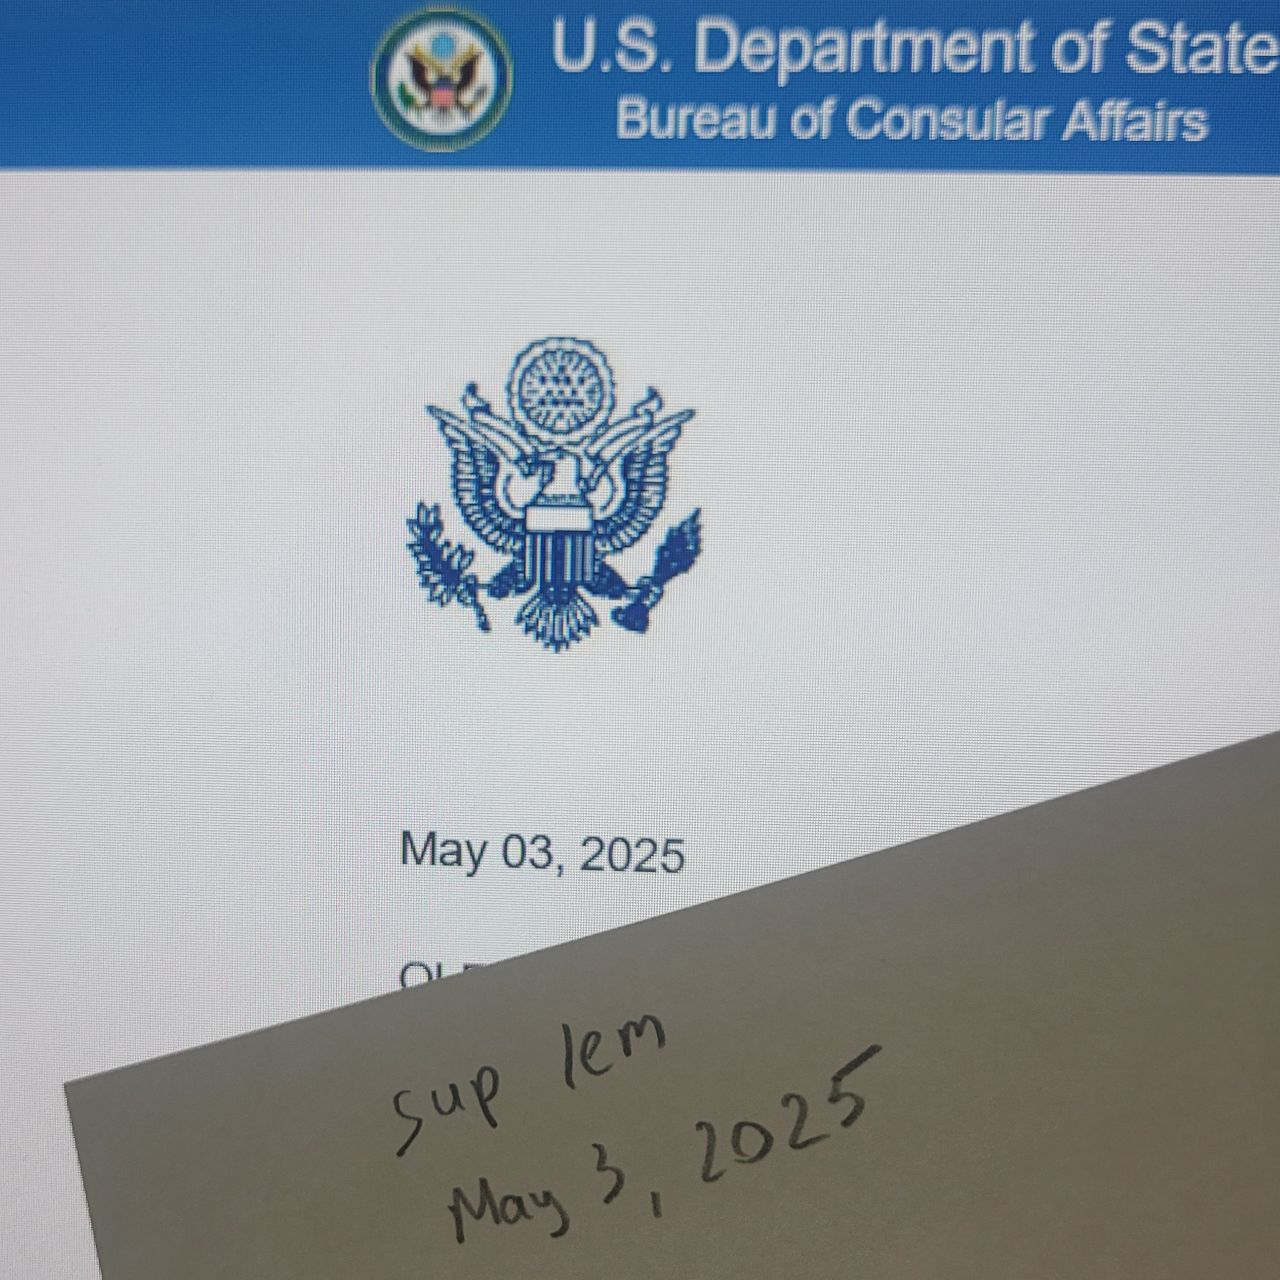 U.S. Department of State
Bureau of Consular Affairs
May 03, 2025
sup lem
May 3, 2025